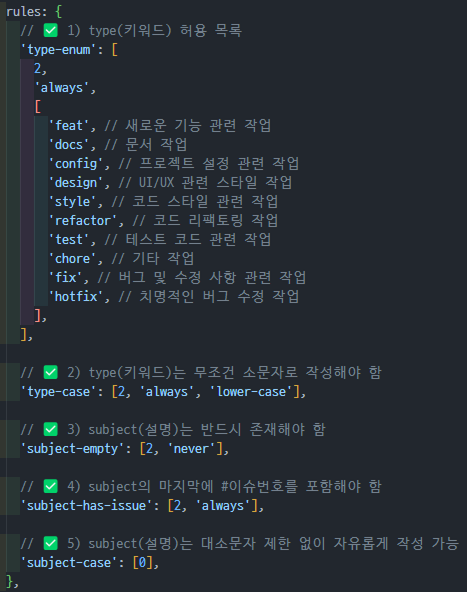 rules: {
// ✅ 1) type(키워드) 허용 목록
'type-enum': [
2,
'always',
[
'feat', // 새로운 기능 관련 작업
'docs', // 문서 작업
'config', // 프로젝트 설정 관련 작업
'design', // UI/UX 관련 스타일 작업
'style', // 코드 스타일 관련 작업
'refactor', // 코드 리팩토링 작업
'test', // 테스트 코드 관련 작업
'chore', // 기타 작업
'fix', // 버그 및 수정 사항 관련 작업
'hotfix', // 치명적인 버그 수정 작업
],
],
// ✅ 2) type(키워드)는 무조건 소문자로 작성해야 함
'type-case': [2, 'always', 'lower-case'],
// ✅ 3) subject(설명)는 반드시 존재해야 함
'subject-empty': [2, 'never'],
// ✅ 4) subject의 마지막에 #이슈번호를 포함해야 함
'subject-has-issue': [2, 'always'],
// ✅ 5) subject(설명)는 대소문자 제한 없이 자유롭게 작성 가능
'subject-case': [0],
},